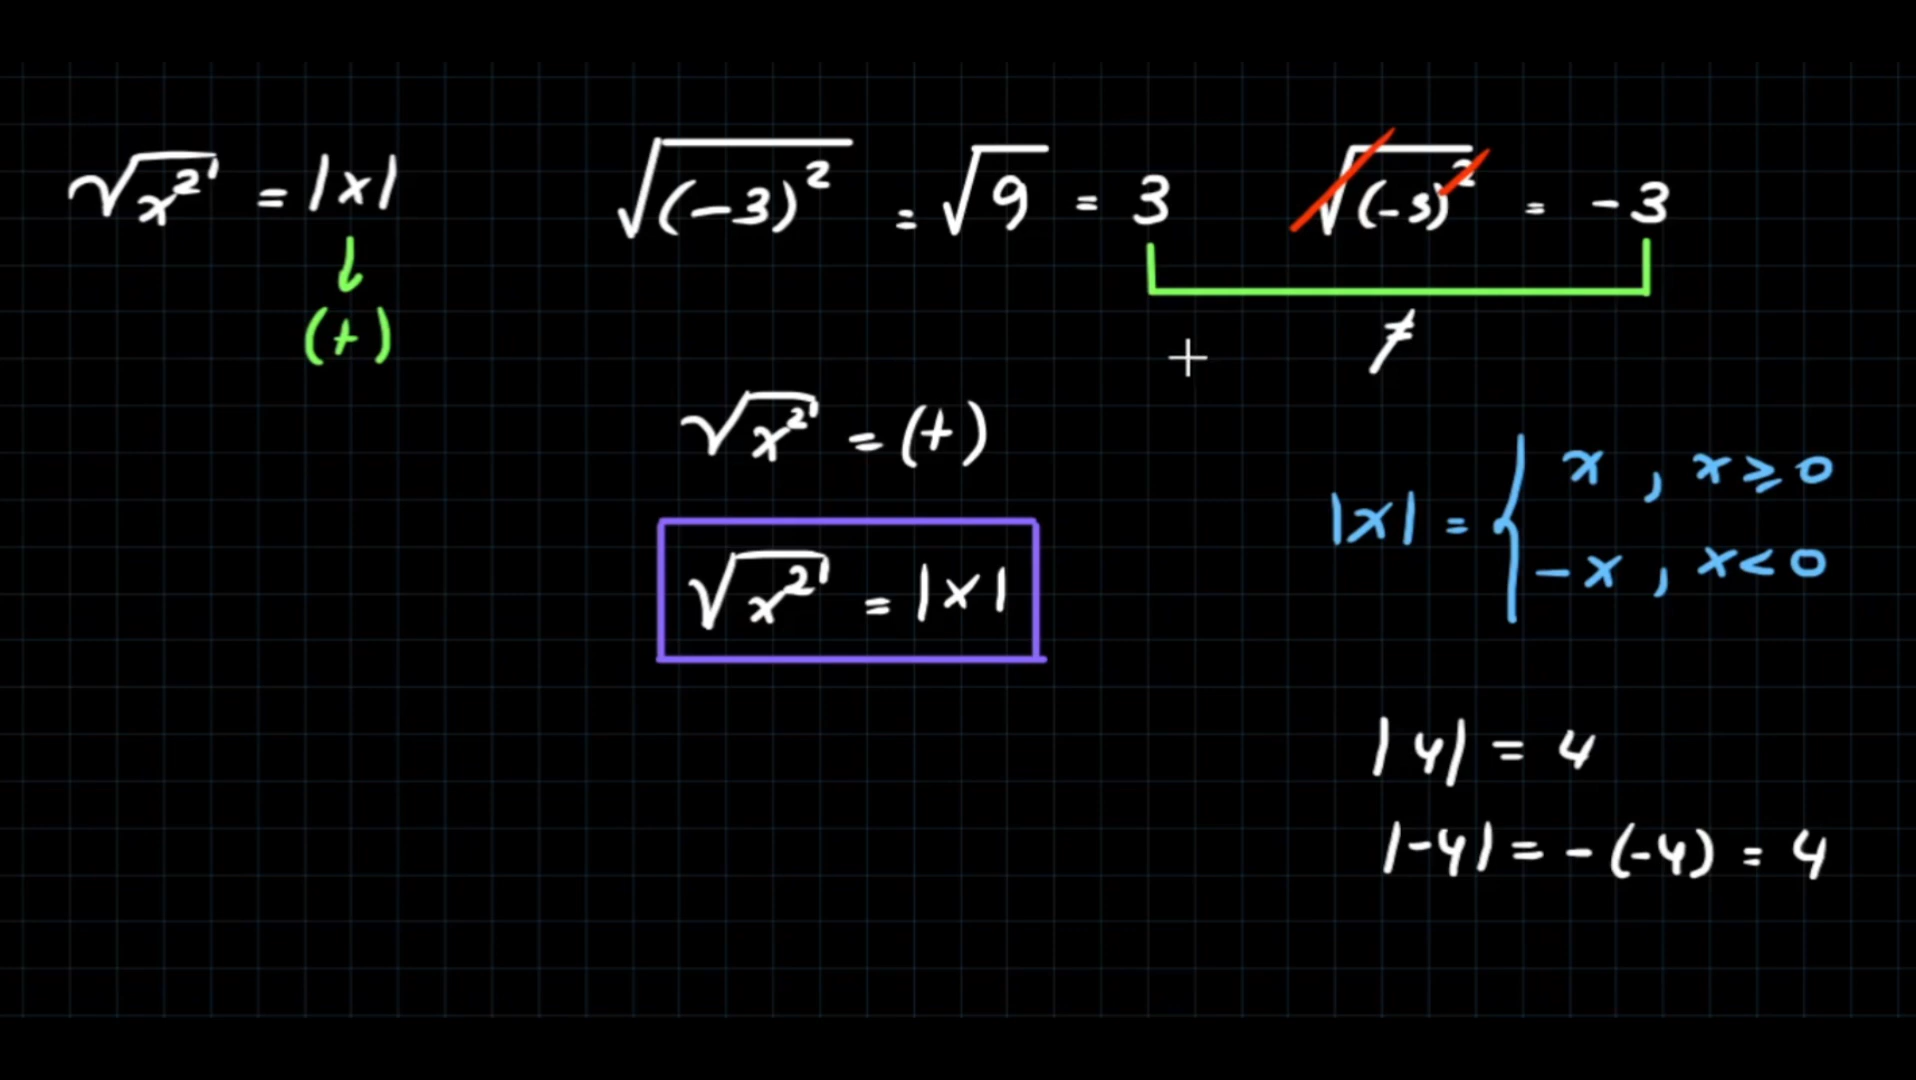 √x² = |x|
(+)
√(-3)² = √9 = 3
√(-3)² = -3
≠
√x² = (+)
√x² = |x|
|x| = { x , x ≥ 0
-x , x < 0
|4| = 4
|-4| = -(-4) = 4